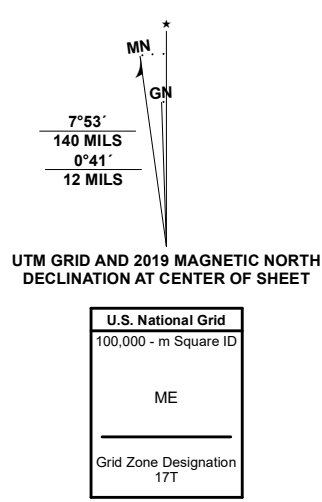 MN
GN
7°53´
140 MILS
0°41´
12 MILS
UTM GRID AND 2019 MAGNETIC NORTH
DECLINATION AT CENTER OF SHEET
U.S. National Grid
100,000 - m Square ID
ME
Grid Zone Designation
17T